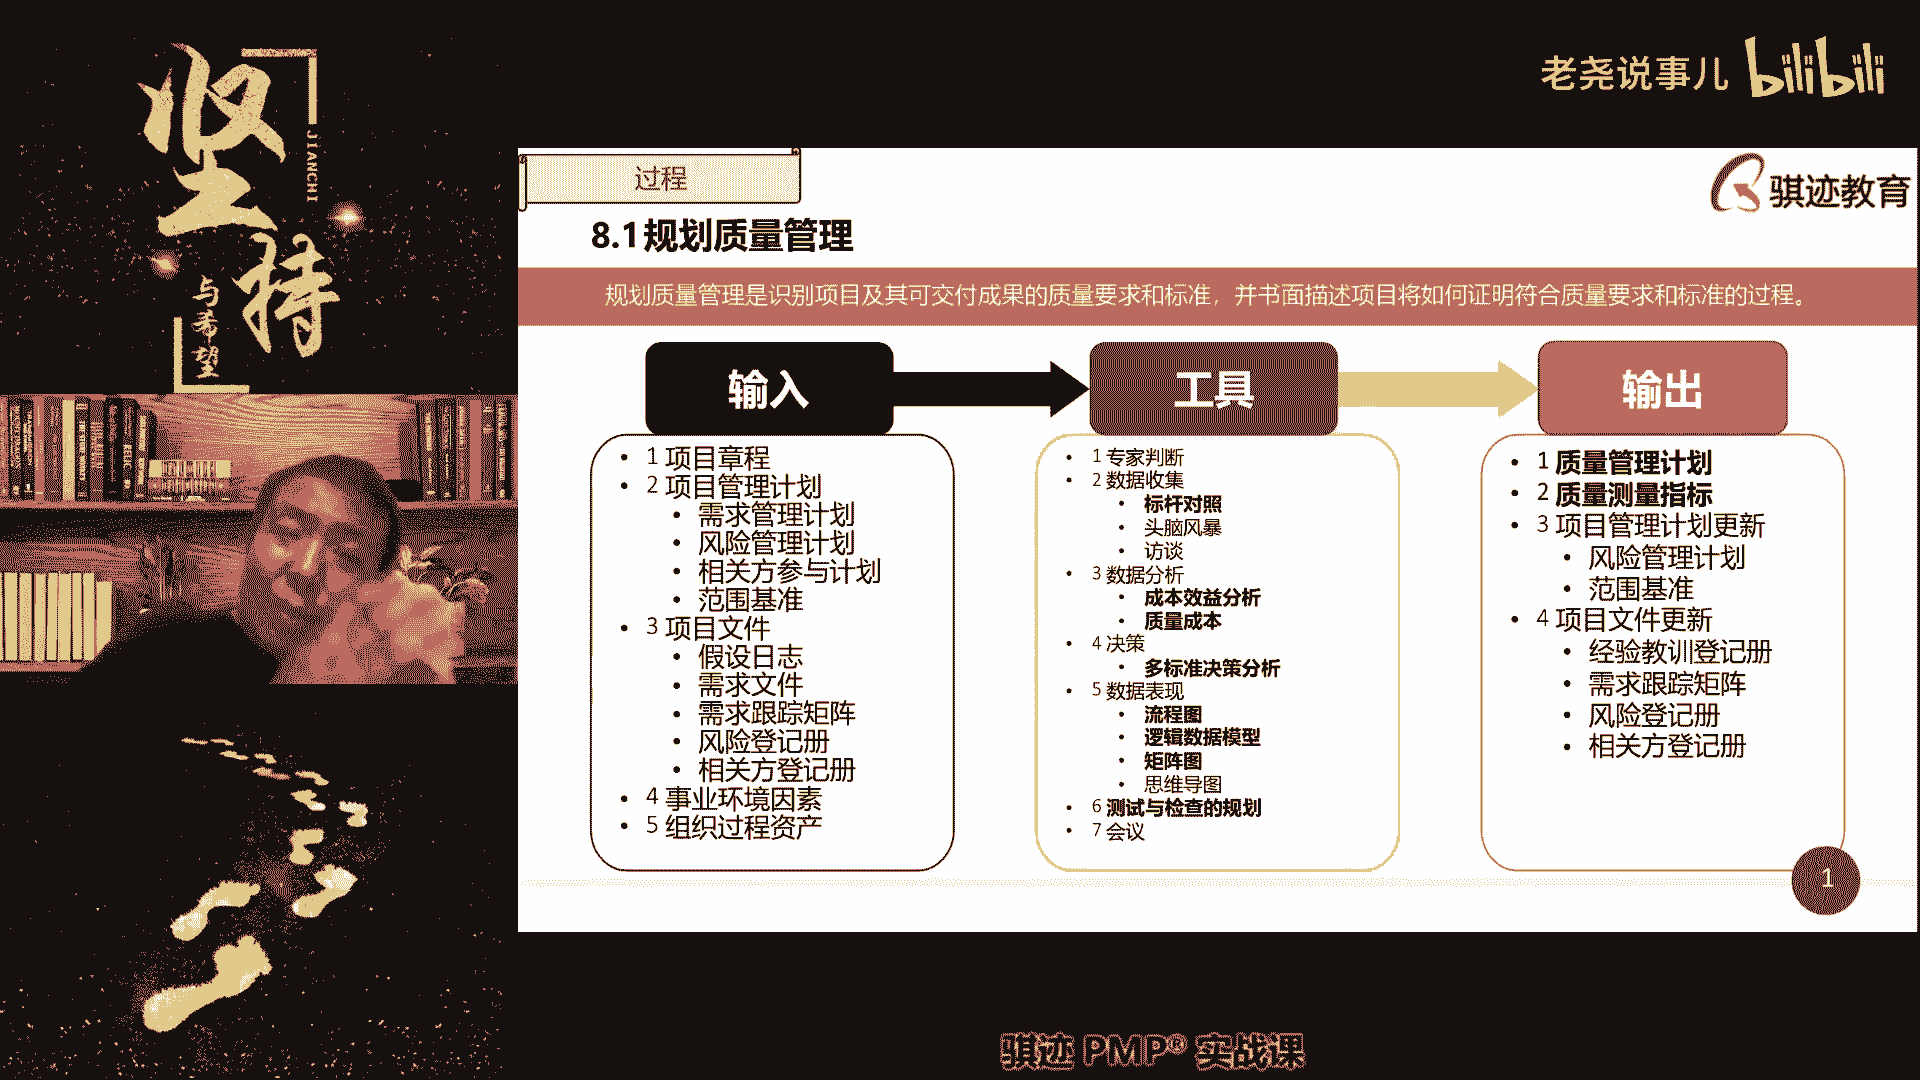 坚持
JIANCHI
与希望
老尧说事儿 bilibili
过程
骐迹教育
8.1规划质量管理
规划质量管理是识别项目及其可交付成果的质量要求和标准，并书面描述项目将如何证明符合质量要求和标准的过程。
输入
• 1 项目章程
• 2 项目管理计划
• 需求管理计划
• 风险管理计划
• 相关方参与计划
• 范围基准
• 3 项目文件
• 假设日志
• 需求文件
• 需求跟踪矩阵
• 风险登记册
• 相关方登记册
• 4 事业环境因素
• 5 组织过程资产
工具
• 1 专家判断
• 2 数据收集
• 标杆对照
• 头脑风暴
• 访谈
• 3 数据分析
• 成本效益分析
• 质量成本
• 4 决策
• 多标准决策分析
• 5 数据表现
• 流程图
• 逻辑数据模型
• 矩阵图
• 思维导图
• 6 测试与检查的规划
• 7 会议
输出
• 1 质量管理计划
• 2 质量测量指标
• 3 项目管理计划更新
• 风险管理计划
• 范围基准
• 4 项目文件更新
• 经验教训登记册
• 需求跟踪矩阵
• 风险登记册
• 相关方登记册
1
骐迹 PMP® 实战课